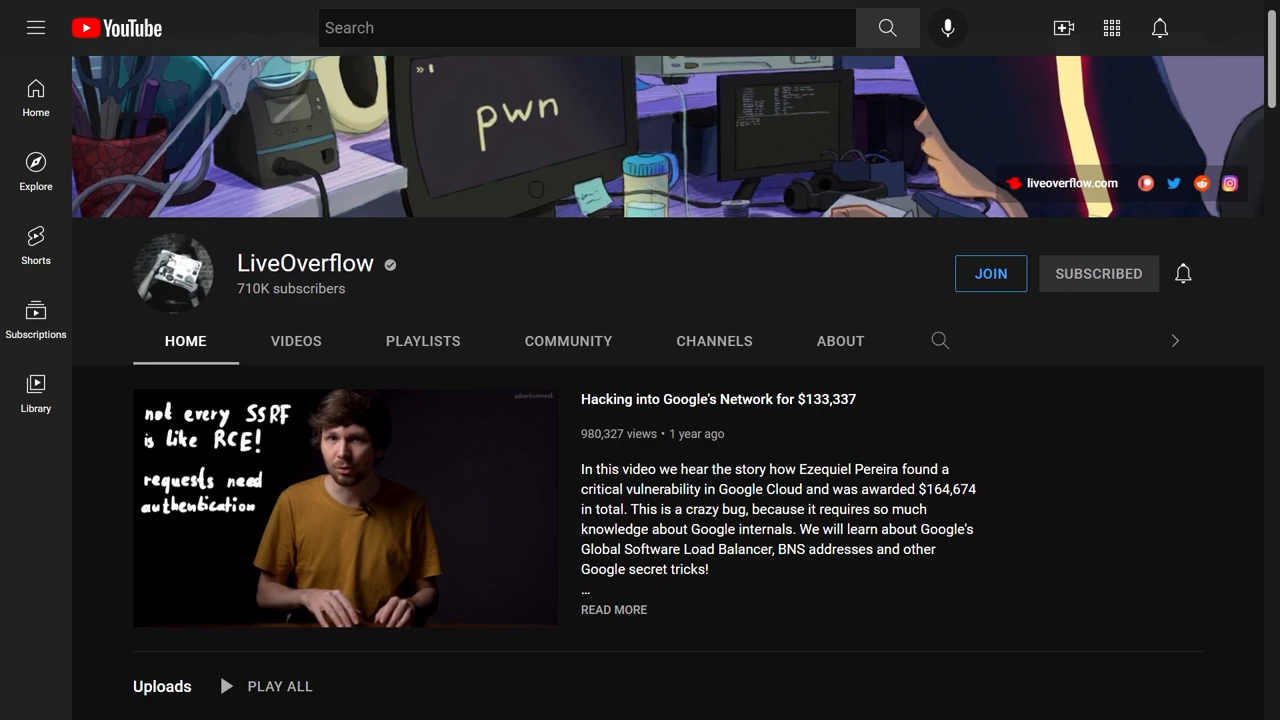 YouTube
Search
Home
Explore
Shorts
Subscriptions
Library
pwn
liveoverflow.com
LiveOverflow
710K subscribers
JOIN
SUBSCRIBED
HOME
VIDEOS
PLAYLISTS
COMMUNITY
CHANNELS
ABOUT
not every SSRF
is like RCE!
requests need
authentication
advertisement
Hacking into Google's Network for $133,337
980,327 views • 1 year ago
In this video we hear the story how Ezequiel Pereira found a
critical vulnerability in Google Cloud and was awarded $164,674
in total. This is a crazy bug, because it requires so much
knowledge about Google internals. We will learn about Google's
Global Software Load Balancer, BNS addresses and other
Google secret tricks!
...
READ MORE
Uploads
PLAY ALL